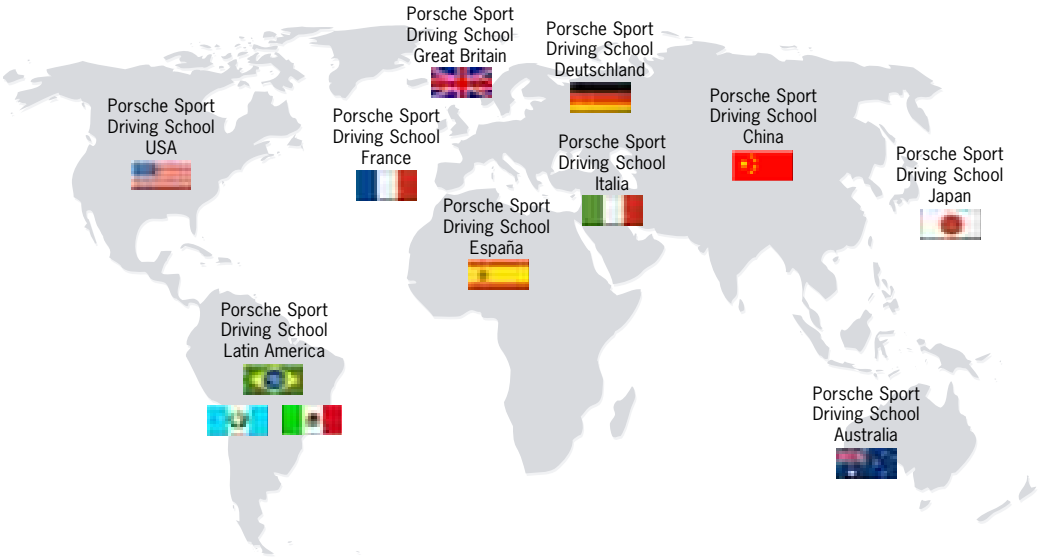 Porsche Sport
Driving School
Great Britain
Porsche Sport
Driving School
Deutschland
Porsche Sport
Driving School
USA
Porsche Sport
Driving School
France
Porsche Sport
Driving School
Italia
Porsche Sport
Driving School
China
Porsche Sport
Driving School
Japan
Porsche Sport
Driving School
España
Porsche Sport
Driving School
Latin America
Porsche Sport
Driving School
Australia